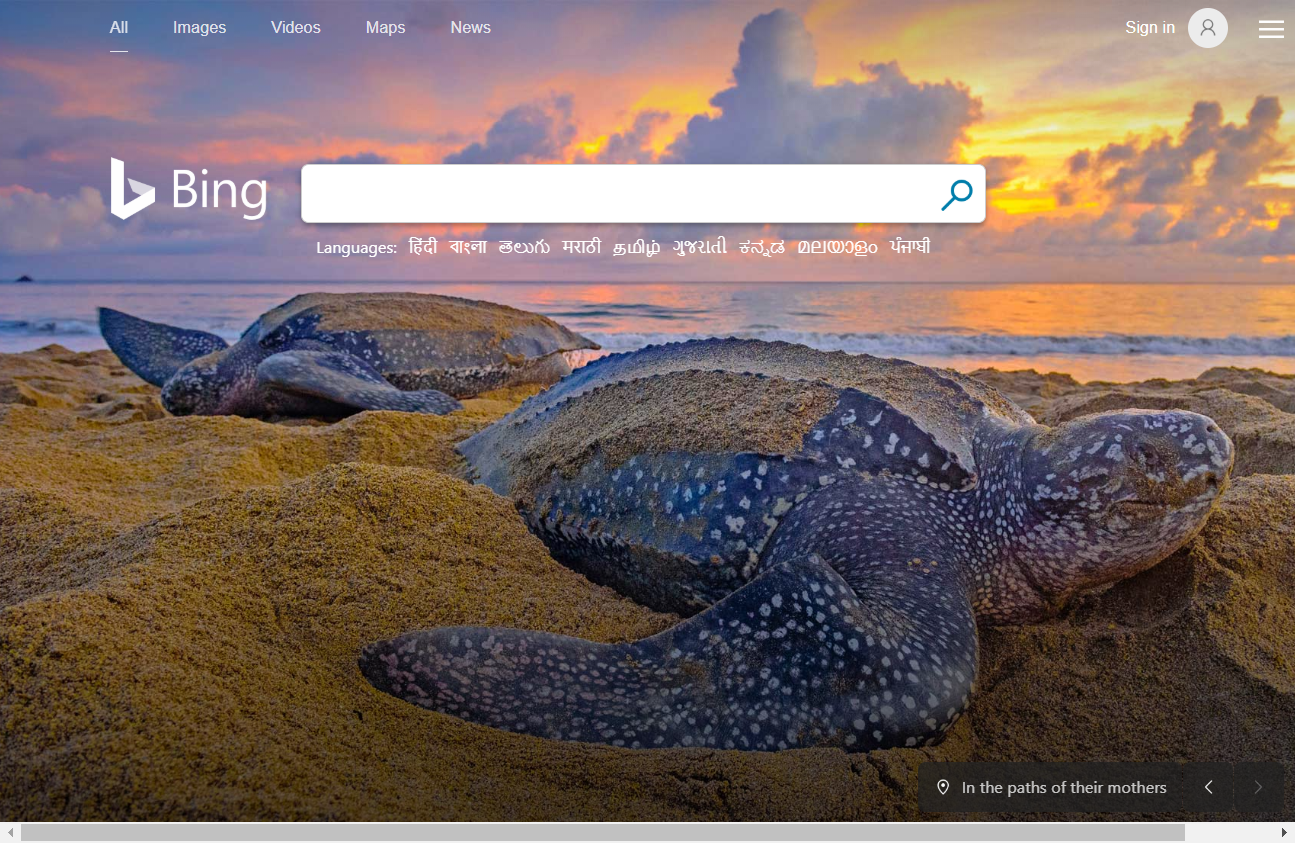 All Images Videos Maps News Sign in
Bing
Languages: हिंदी বাংলা తెలుగు मराठी தமிழ் ગુજરાતી ಕನ್ನಡ മലയാളം ਪੰਜਾਬੀ
In the paths of their mothers